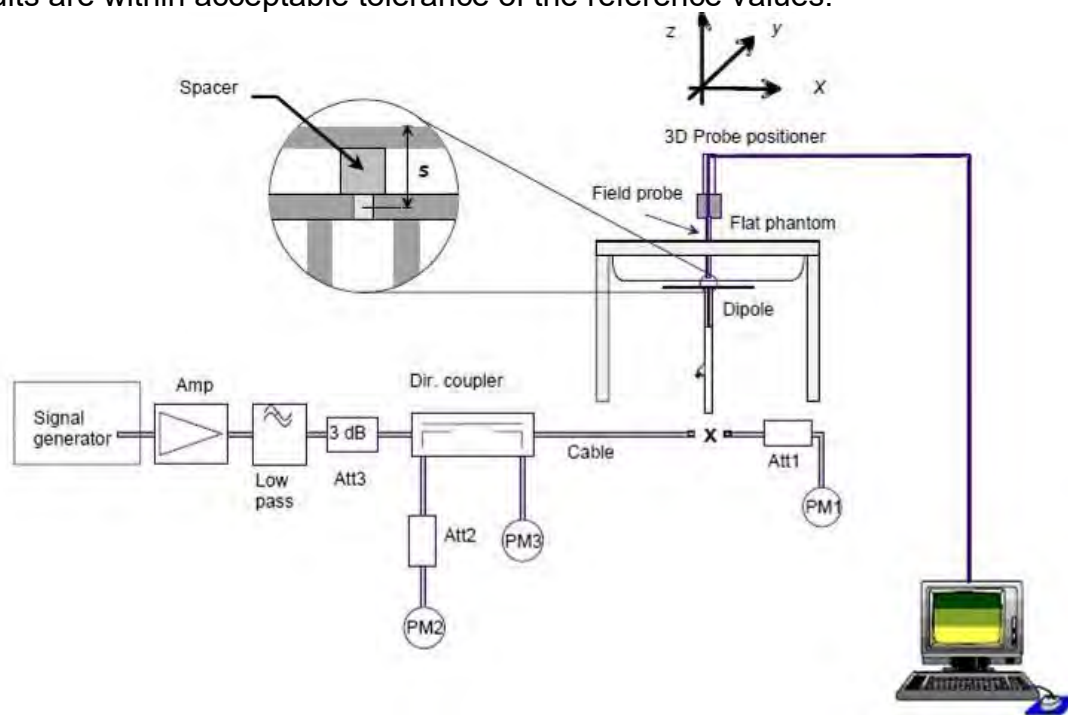 ults are within acceptable tolerance of the reference values.
z
y
x
Spacer
s
3D Probe positioner
Field probe
Flat phantom
Dipole
Signal
generator
Amp
Low
pass
3 dB
Att3
Dir. coupler
Att2
PM2
PM3
Cable
x
Att1
PM1